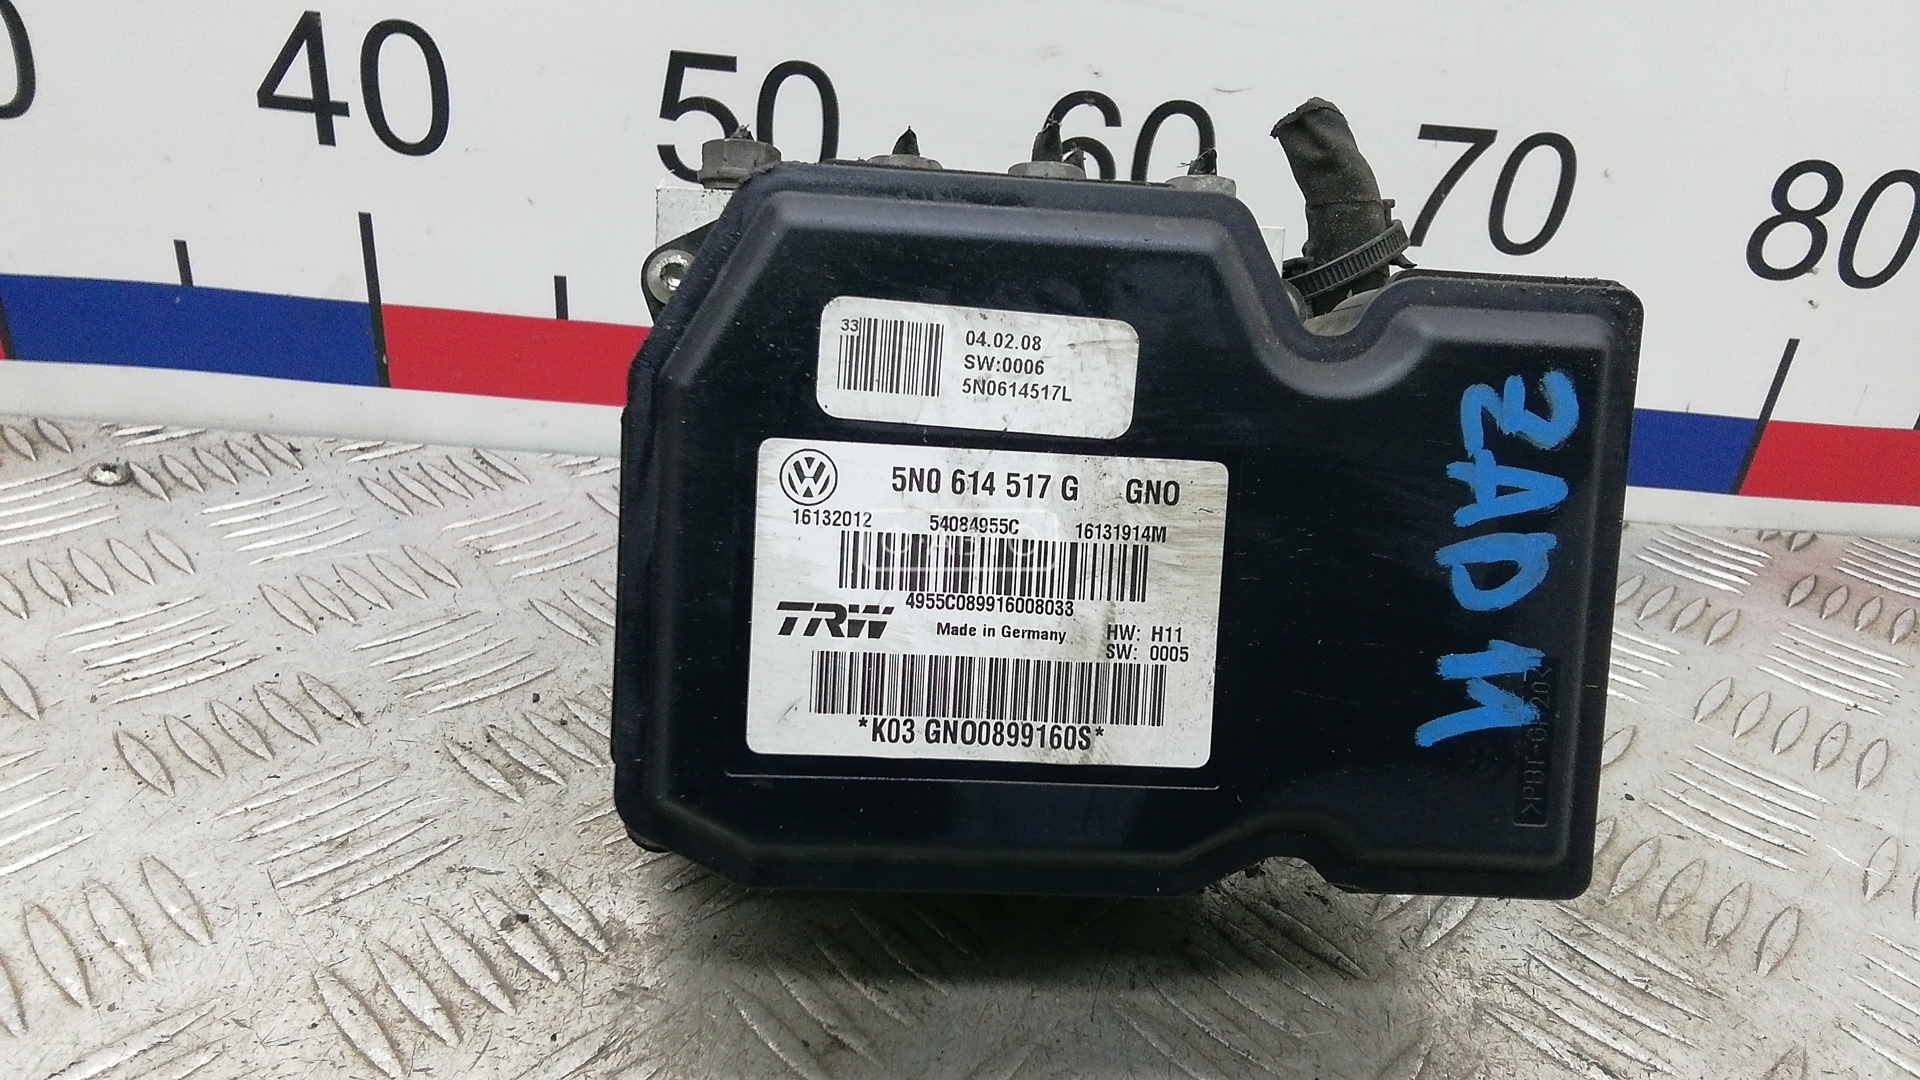 40 50 60 70 80
33
04.02.08
SW:0006
5N0614517L
5N0 614 517 G GNO
16132012 54084955C 16131914M
4955C089916008033
TRW Made in Germany HW: H11
SW: 0005
*K03 GNO0899160S*
ZAD 11